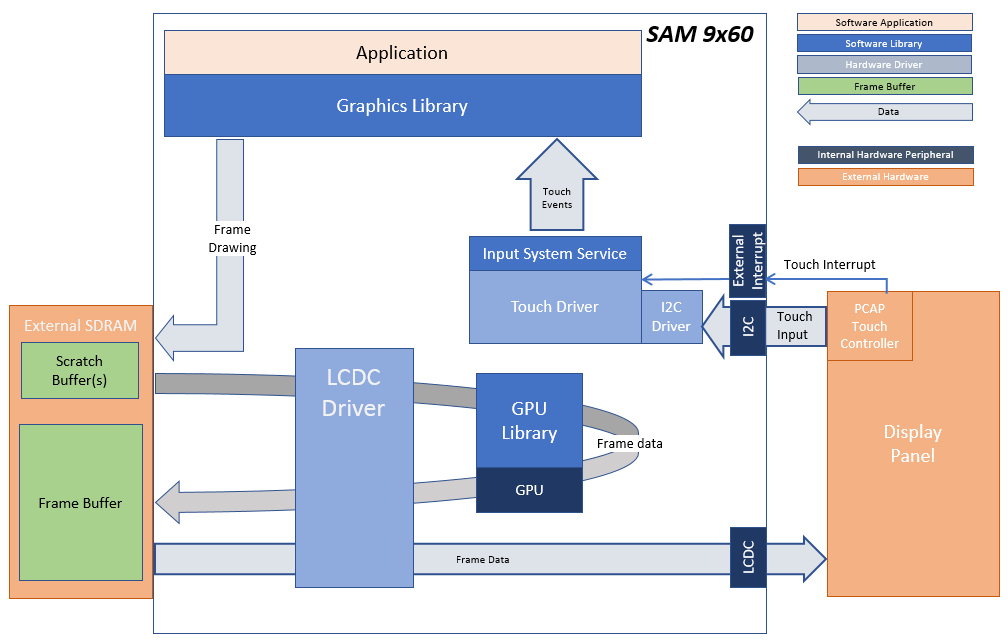 SAM 9x60
Application
Graphics Library
Software Application
Software Library
Hardware Driver
Frame Buffer
Data
Internal Hardware Peripheral
External Hardware
Touch
Events
Frame
Drawing
Input System Service
Touch Driver
I2C
Driver
External
Interrupt
Touch Interrupt
I2C
Touch
Input
PCAP
Touch
Controller
Display
Panel
External SDRAM
Scratch
Buffer(s)
Frame Buffer
LCDC
Driver
GPU
Library
GPU
Frame data
Frame Data
LCDC